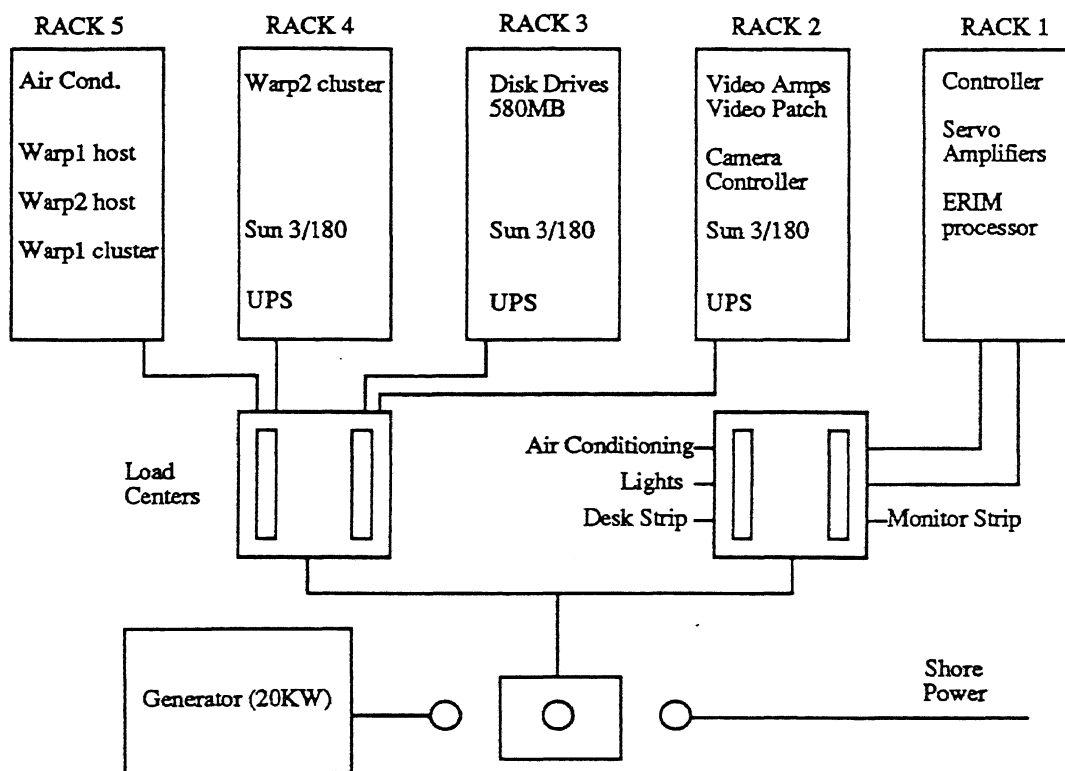 RACK 5
RACK 4
RACK 3
RACK 2
RACK 1
Air Cond.
Warp1 host
Warp2 host
Warp1 cluster
Warp2 cluster
Sun 3/180
UPS
Disk Drives
580MB
Sun 3/180
UPS
Video Amps
Video Patch
Camera
Controller
Sun 3/180
UPS
Controller
Servo
Amplifiers
ERIM
processor
Load
Centers
Air Conditioning
Lights
Desk Strip
Monitor Strip
Generator (20KW)
Shore
Power